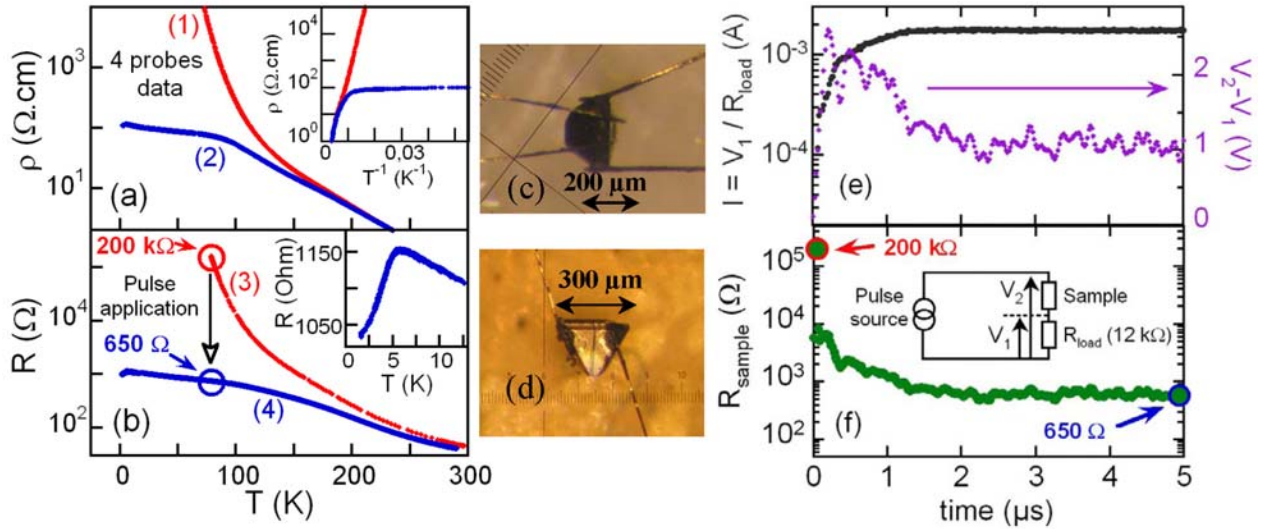 (1)
10³
4 probes
data
ρ (Ω.cm)
(2)
10¹
(a)
ρ (Ω.cm)
10⁴
10²
10⁰
0
0,03
T⁻¹ (K⁻¹)
200 kΩ
(3)
Pulse
application
650 Ω
R (Ω)
10⁴
10²
(b)
(4)
R (Ohm)
1150
1050
0
5
10
T (K)
0
100
200
300
T (K)
(c)
200 µm
300 µm
(d)
I = V₁ / R_load (A)
10⁻³
10⁻⁴
(e)
2
1
0
V₂-V₁ (V)
200 kΩ
R_sample (Ω)
10⁵
10⁴
10³
10²
Pulse
source
V₂
V₁
Sample
R_load (12 kΩ)
(f)
650 Ω
0
1
2
3
4
5
time (µs)